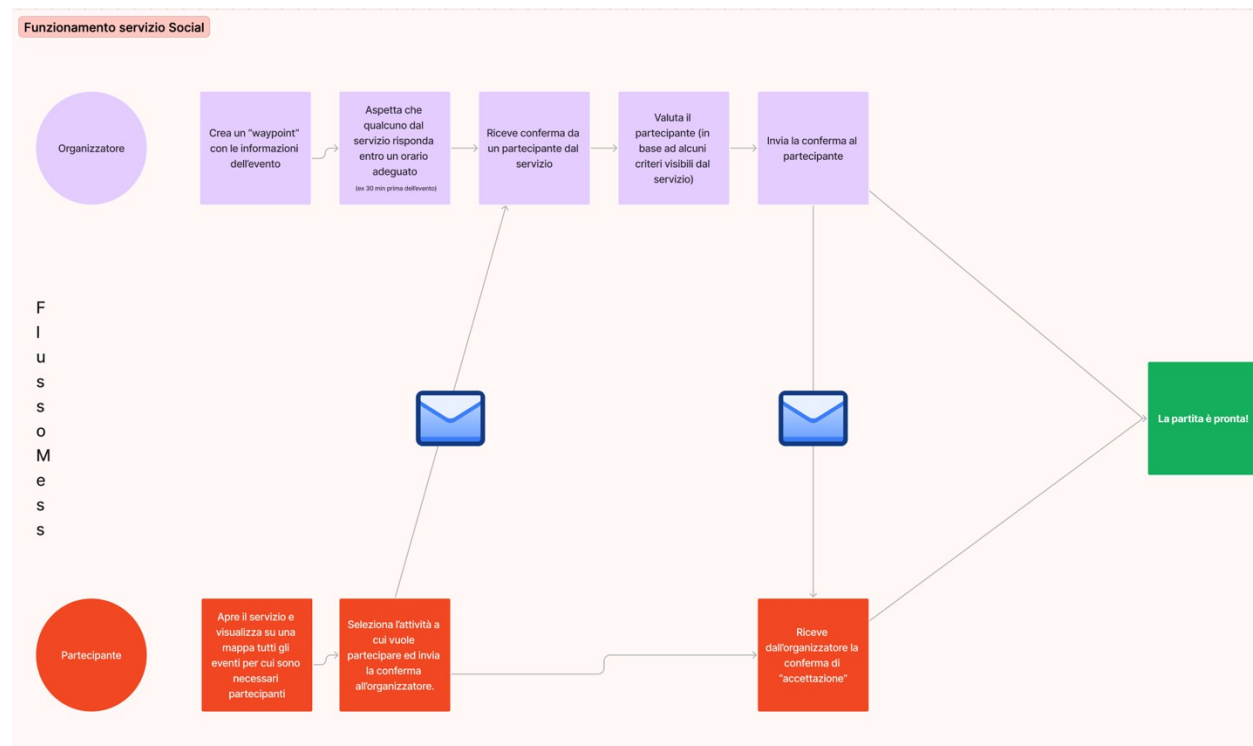 Funzionamento servizio Social
Organizzatore
Crea un "waypoint"
con le informazioni
dell'evento
Aspetta che
qualcuno dal
servizio risponda
entro un orario
adeguato
(ex 30 min prima dell'evento)
Riceve conferma da
un partecipante dal
servizio
Valuta il
partecipante (in
base ad alcuni
criteri visibili dal
servizio)
Invia la conferma al
partecipante
F
l
u
s
s
o
M
e
s
s
La partita è pronta!
Partecipante
Apre il servizio e
visualizza su una
mappa tutti gli
eventi per cui sono
necessari
partecipanti
Seleziona l'attività a
cui vuole
partecipare ed invia
la conferma
all'organizzatore.
Riceve
dall'organizzatore la
conferma di
"accettazione"